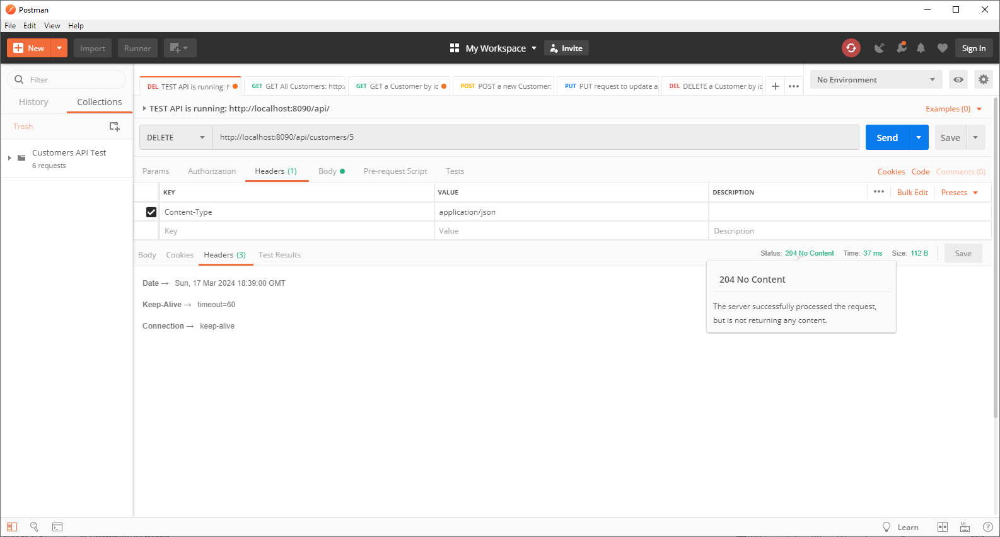 Postman
File Edit View Help
New Import Runner My Workspace Invite Sign In
Filter
History Collections
Trash
Customers API Test
6 requests
DEL TEST API is running: h
GET GET All Customers: http:/
GET GET a Customer by id
POST POST a new Customer:
PUT PUT request to update a
DEL DELETE a Customer by ic
No Environment
TEST API is running: http://localhost:8090/api/
Examples (0)
DELETE http://localhost:8090/api/customers/5 Send Save
Params Authorization Headers (1) Body Pre-request Script Tests Cookies Code Comments (0)
KEY VALUE DESCRIPTION Bulk Edit Presets
Content-Type application/json
Key Value Description
Body Cookies Headers (3) Test Results Status: 204 No Content Time: 37 ms Size: 112 B Save
Date → Sun, 17 Mar 2024 18:39:00 GMT
Keep-Alive → timeout=60
Connection → keep-alive
204 No Content
The server successfully processed the request,
but is not returning any content.
Learn